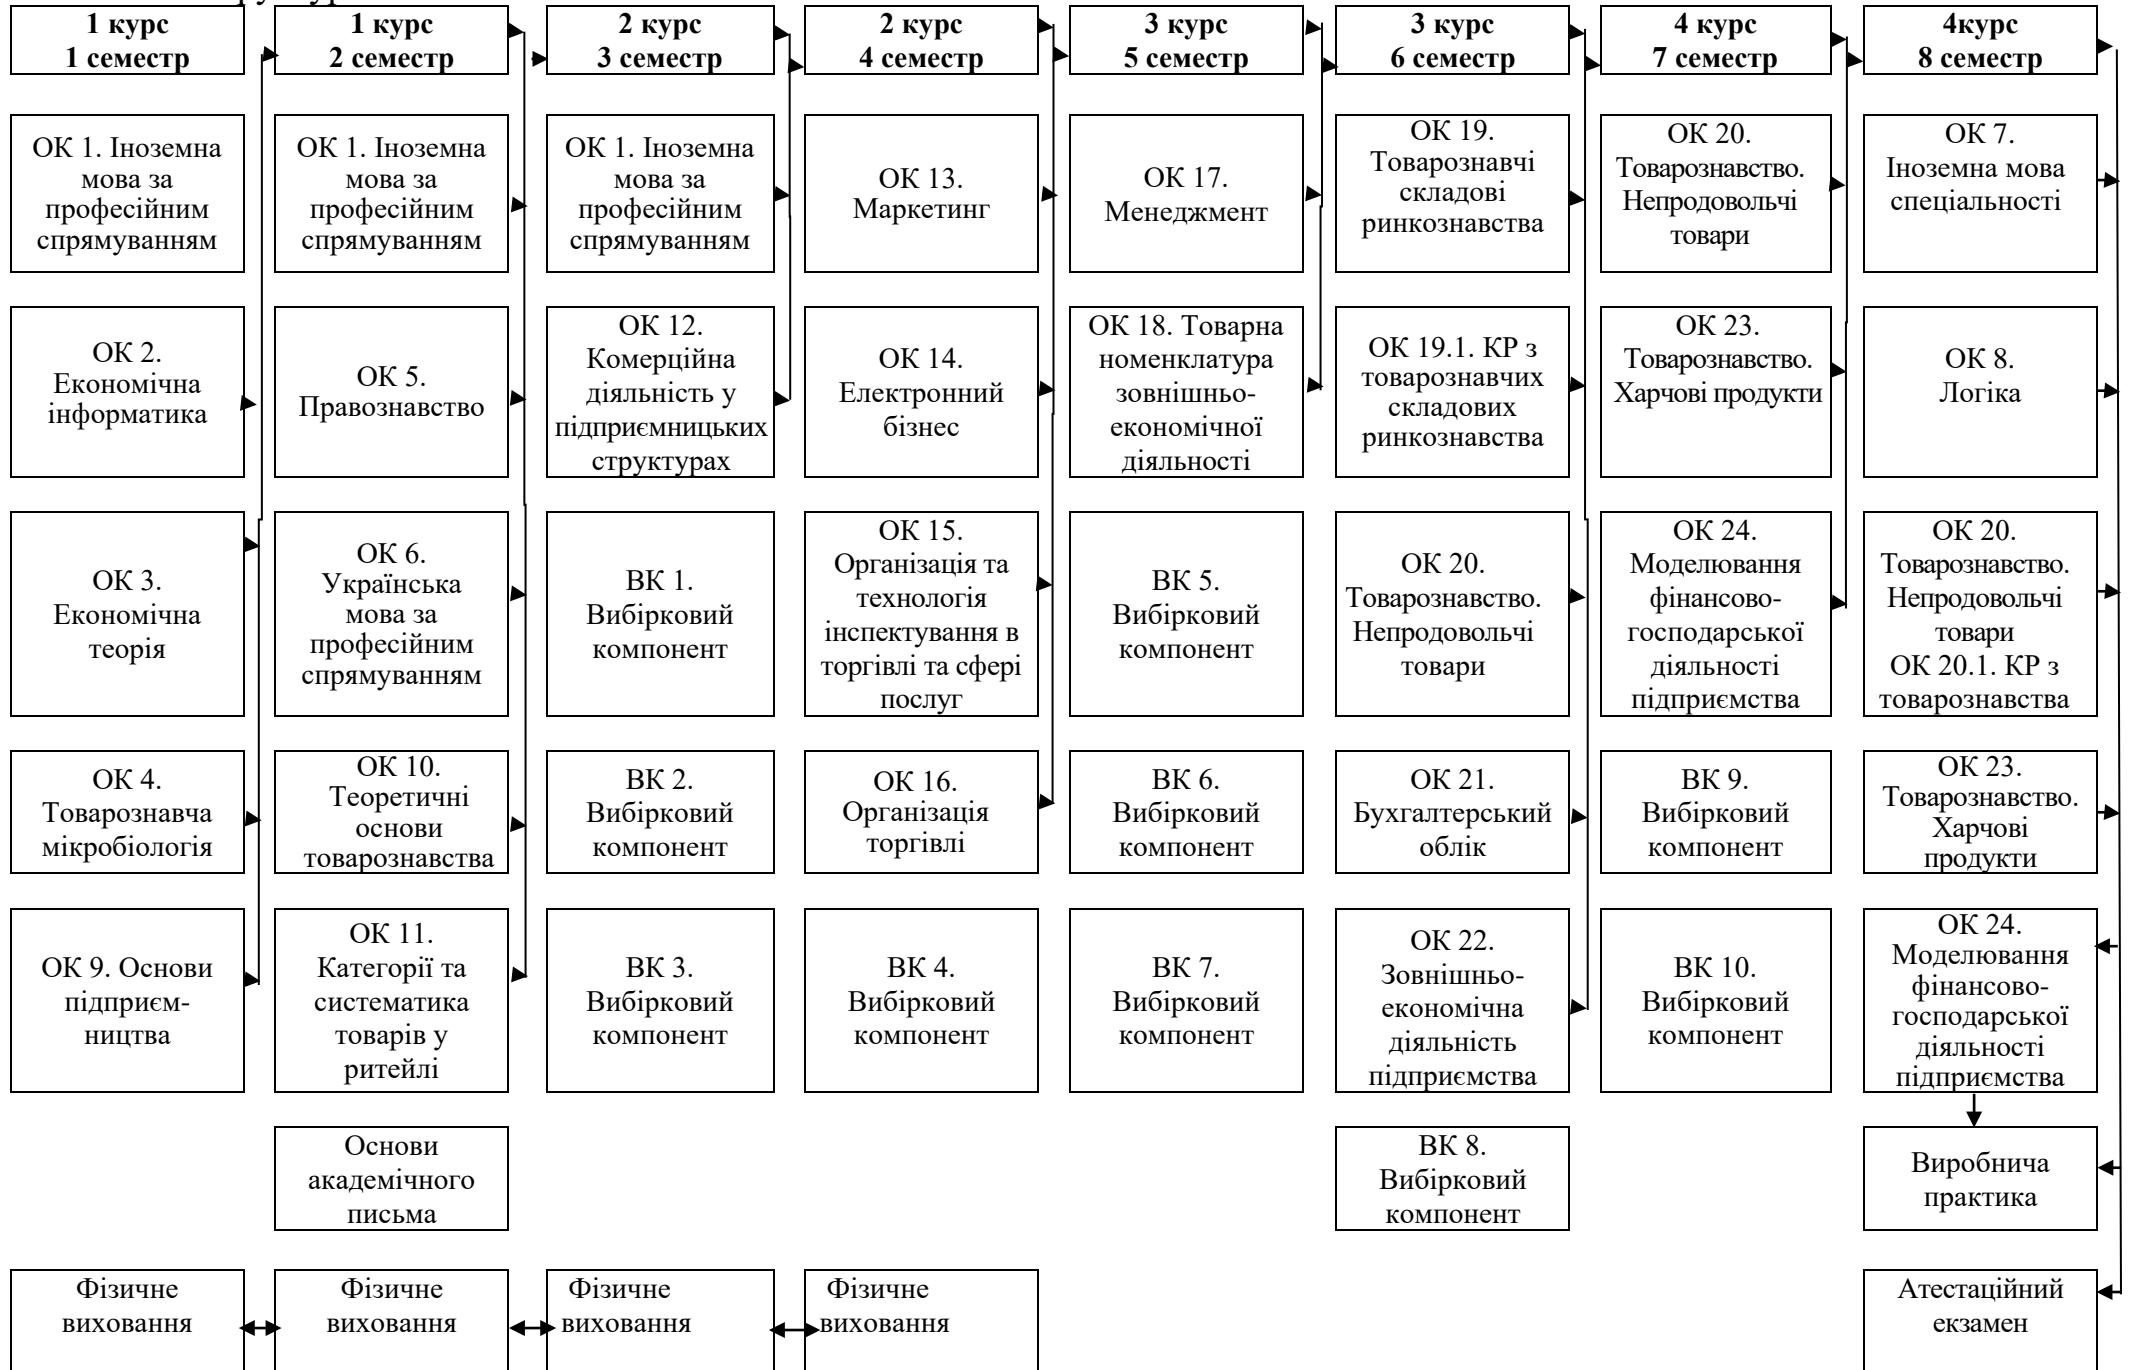 1 курс
1 семестр
1 курс
2 семестр
2 курс
3 семестр
2 курс
4 семестр
3 курс
5 семестр
3 курс
6 семестр
4 курс
7 семестр
4курс
8 семестр
ОК 1. Іноземна
мова за
професійним
спрямуванням
ОК 1. Іноземна
мова за
професійним
спрямуванням
ОК 1. Іноземна
мова за
професійним
спрямуванням
ОК 13.
Маркетинг
ОК 17.
Менеджмент
ОК 19.
Товарознавчі
складові
ринкознавства
ОК 20.
Товарознавство.
Непродовольчі
товари
ОК 7.
Іноземна мова
спеціальності
ОК 2.
Економічна
інформатика
ОК 5.
Правознавство
ОК 12.
Комерційна
діяльність у
підприємницьких
структурах
ОК 14.
Електронний
бізнес
ОК 18. Товарна
номенклатура
зовнішньо-
економічної
діяльності
ОК 19.1. КР з
товарознавчих
складових
ринкознавства
ОК 23.
Товарознавство.
Харчові продукти
ОК 8.
Логіка
ОК 3.
Економічна
теорія
ОК 6.
Українська
мова за
професійним
спрямуванням
ВК 1.
Вибірковий
компонент
ОК 15.
Організація та
технологія
інспектування в
торгівлі та сфері
послуг
ВК 5.
Вибірковий
компонент
ОК 20.
Товарознавство.
Непродовольчі
товари
ОК 24.
Моделювання
фінансово-
господарської
діяльності
підприємства
ОК 20.
Товарознавство.
Непродовольчі
товари
ОК 20.1. КР з
товарознавства
ОК 4.
Товарознавча
мікробіологія
ОК 10.
Теоретичні
основи
товарознавства
ВК 2.
Вибірковий
компонент
ОК 16.
Організація
торгівлі
ВК 6.
Вибірковий
компонент
ОК 21.
Бухгалтерський
облік
ВК 9.
Вибірковий
компонент
ОК 23.
Товарознавство.
Харчові
продукти
ОК 9. Основи
підприєм-
ництва
ОК 11.
Категорії та
систематика
товарів у
ритейлі
ВК 3.
Вибірковий
компонент
ВК 4.
Вибірковий
компонент
ВК 7.
Вибірковий
компонент
ОК 22.
Зовнішньо-
економічна
діяльність
підприємства
ВК 10.
Вибірковий
компонент
ОК 24.
Моделювання
фінансово-
господарської
діяльності
підприємства
Основи
академічного
письма
ВК 8.
Вибірковий
компонент
Виробнича
практика
Фізичне
виховання
Фізичне
виховання
Фізичне
виховання
Фізичне
виховання
Атестаційний
екзамен